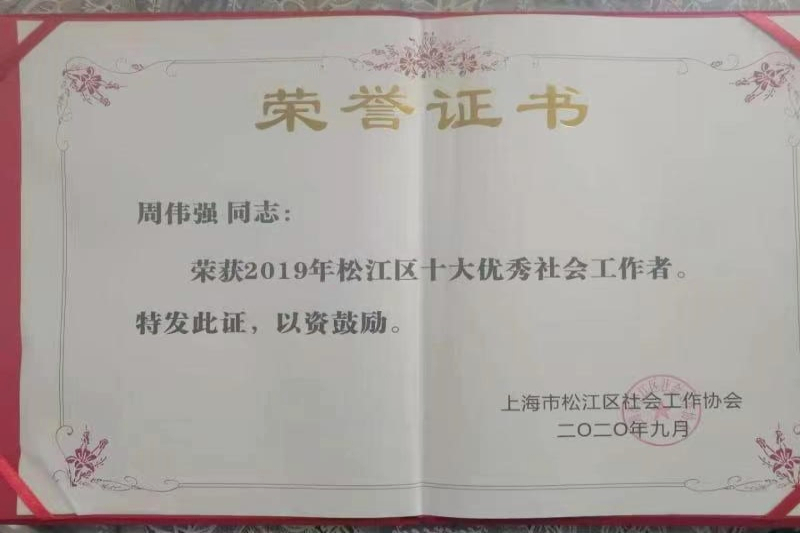 荣誉证书
周伟强 同志：
荣获2019年松江区十大优秀社会工作者。
特发此证，以资鼓励。
上海市松江区社会工作协会
二〇二〇年九月